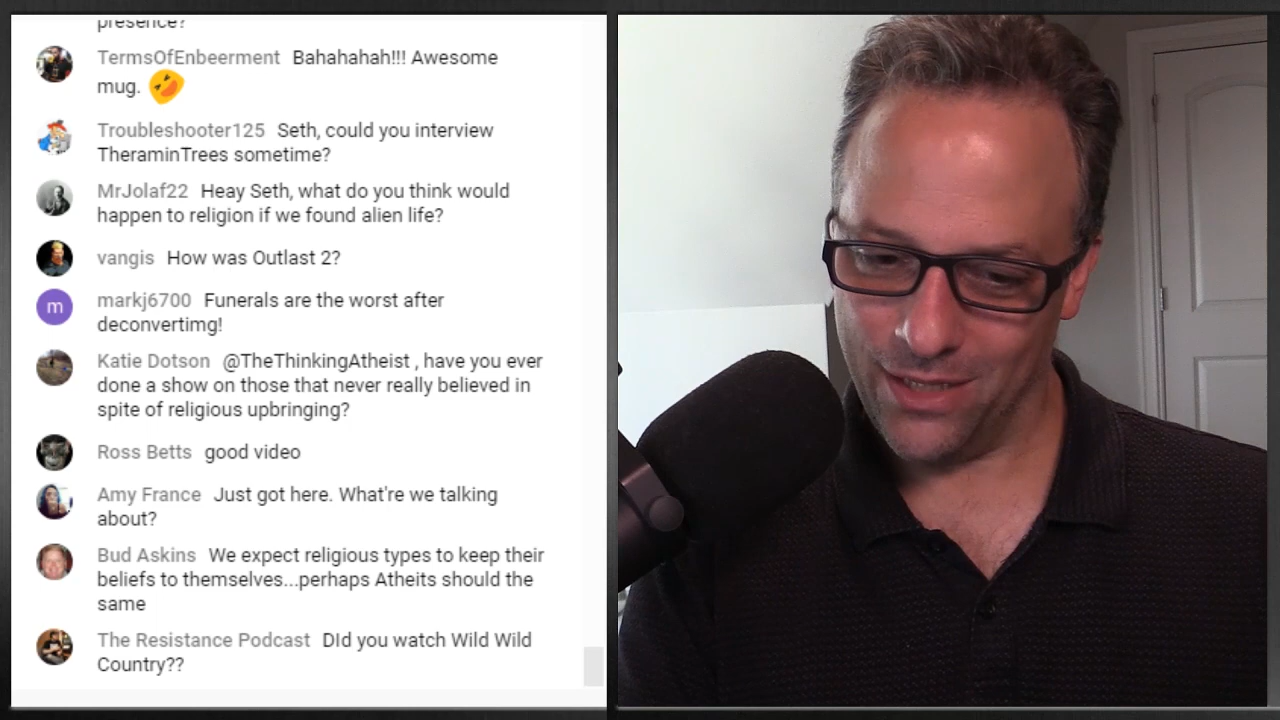 presence?
TermsOfEnbeerment Bahahahah!!! Awesome
mug.
Troubleshooter125 Seth, could you interview
TheraminTrees sometime?
MrJolaf22 Heay Seth, what do you think would
happen to religion if we found alien life?
vangis How was Outlast 2?
m markj6700 Funerals are the worst after
deconvertimg!
Katie Dotson @TheThinkingAtheist , have you ever
done a show on those that never really believed in
spite of religious upbringing?
Ross Betts good video
Amy France Just got here. What're we talking
about?
Bud Askins We expect religious types to keep their
beliefs to themselves...perhaps Atheits should the
same
The Resistance Podcast DId you watch Wild Wild
Country??